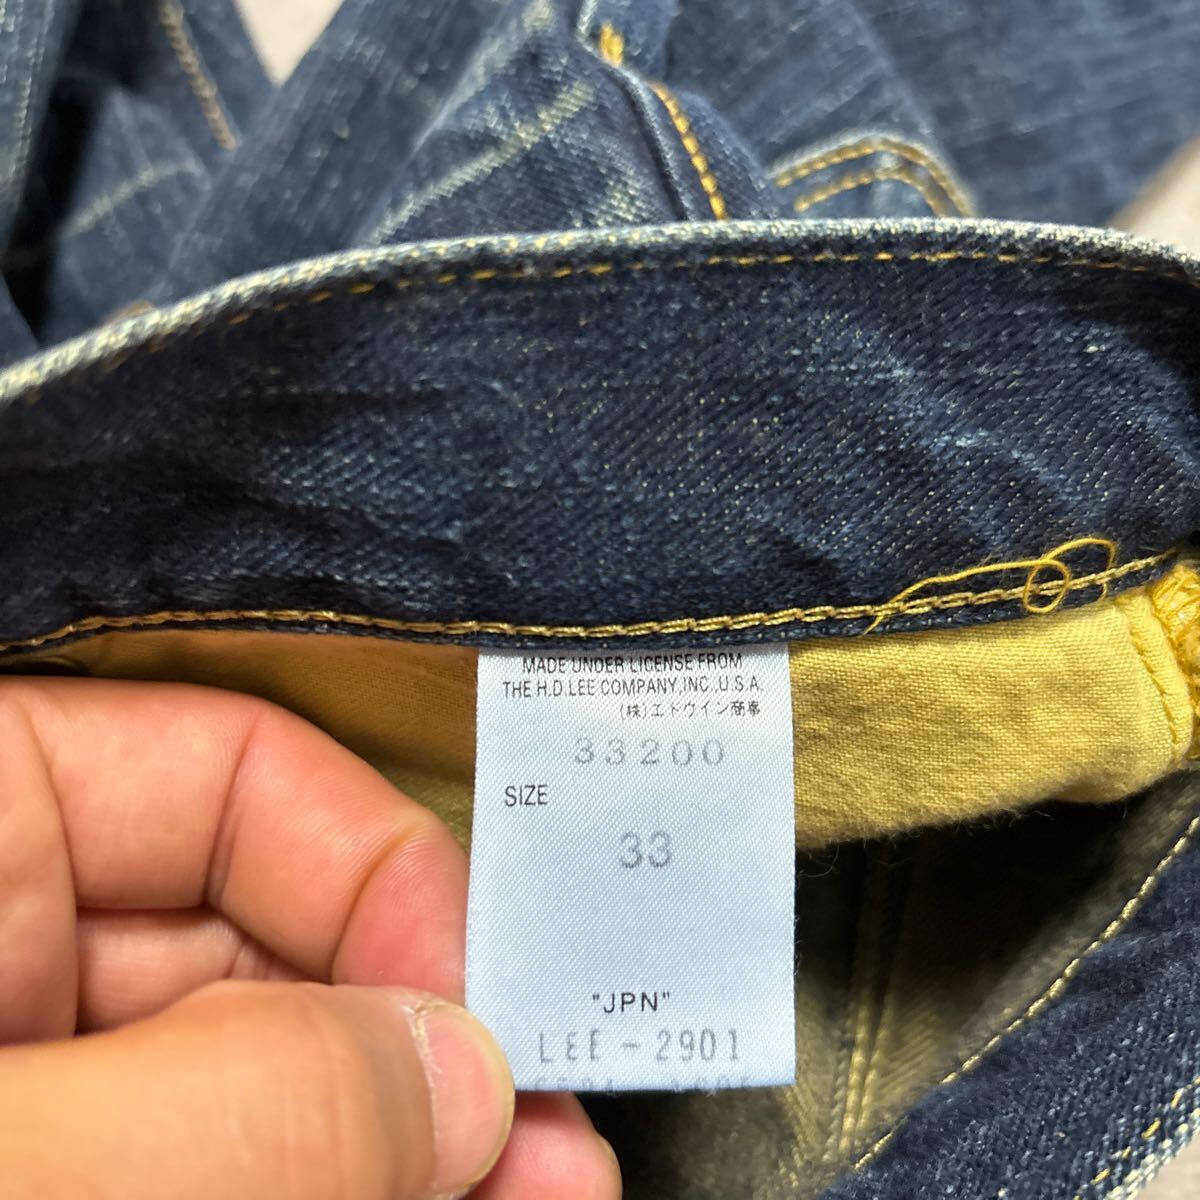 MADE UNDER LICENSE FROM
THE H.D.LEE COMPANY,INC.,U.S.A.
(株)エドウイン商事
33200
SIZE
33
"JPN"
LEE-2901